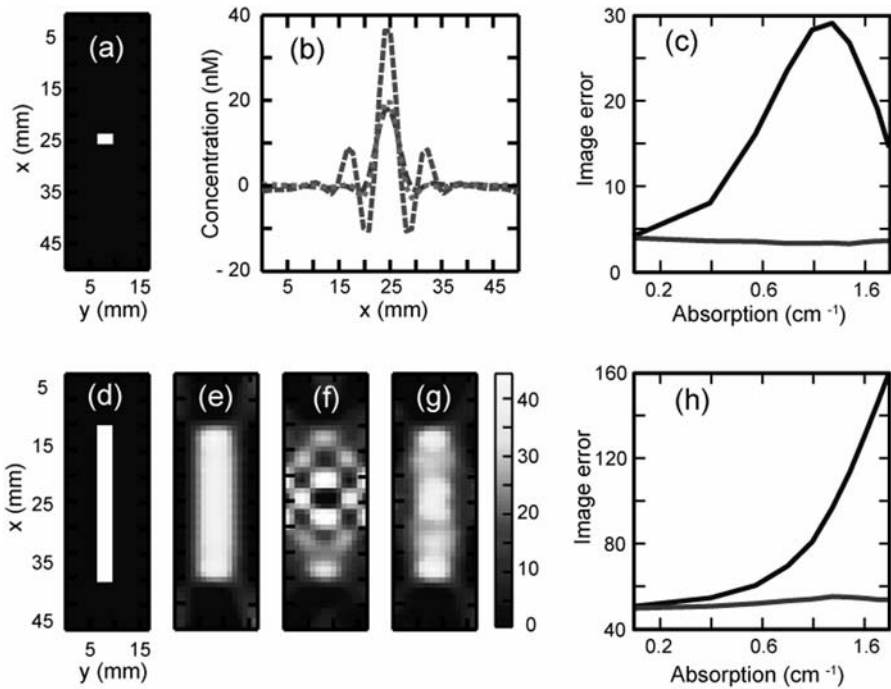 (a)
5
15
25
35
45
x (mm)
5 15
y (mm)
(b)
40
20
0
- 20
Concentration (nM)
5 15 25 35 45
x (mm)
(c)
30
20
10
0
Image error
0.2 0.6 1.6
Absorption (cm -1)
(d)
5
15
25
35
45
x (mm)
5 15
y (mm)
(e)
(f)
(g)
40
30
20
10
0
(h)
160
120
80
40
Image error
0.2 0.6 1.6
Absorption (cm -1)